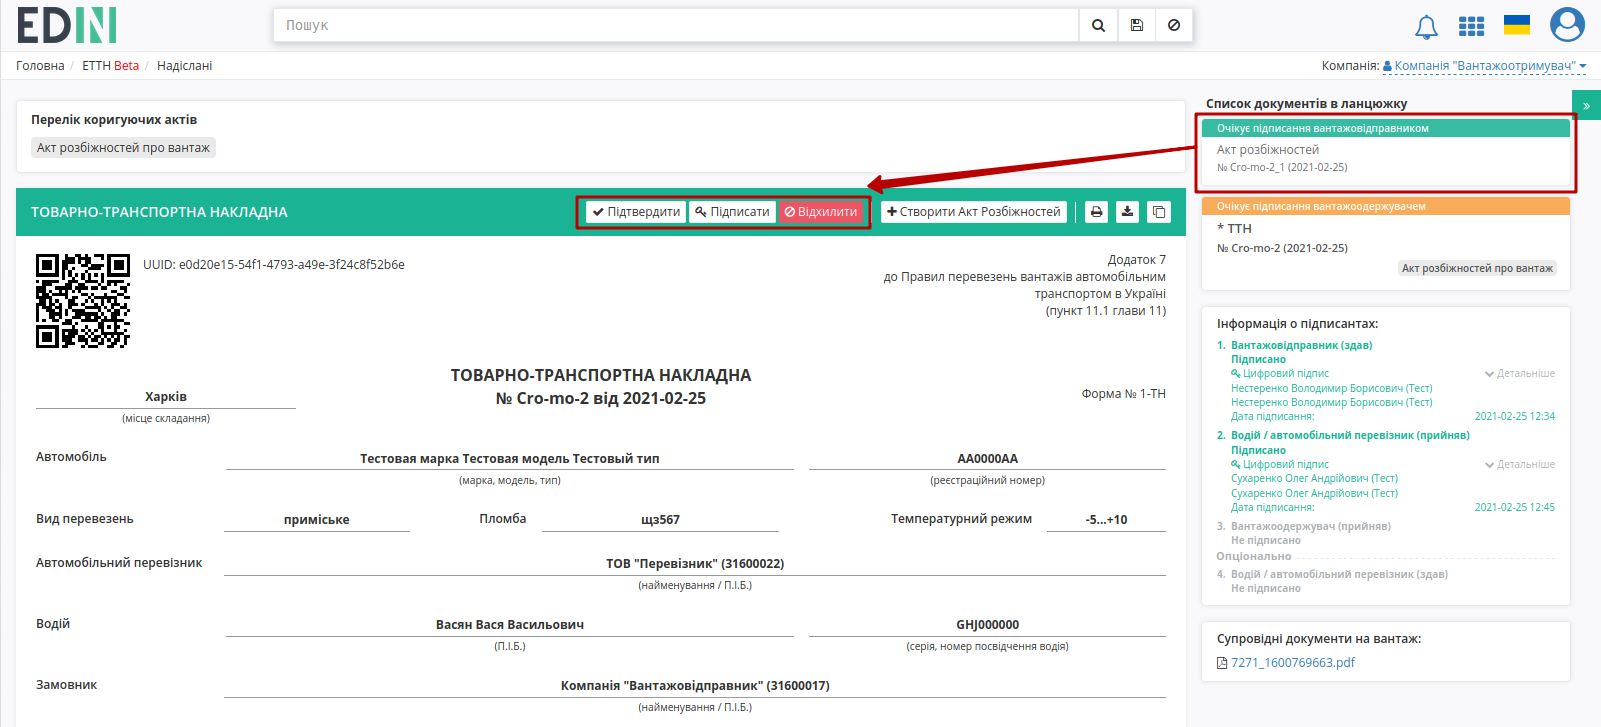 EDIN
Пошук
Головна / ЕТТН Beta / Надіслані
Компанія: Компанія "Вантажоотримувач"
Перелік коригуючих актів
Акт розбіжностей про вантаж
ТОВАРНО-ТРАНСПОРТНА НАКЛАДНА
Підтвердити
Підписати
Відхилити
Створити Акт Розбіжностей
UUID: e0d20e15-54f1-4793-a49e-3f24c8f52b6e
Додаток 7
до Правил перевезень вантажів автомобільним
транспортом в Україні
(пункт 11.1 глави 11)
ТОВАРНО-ТРАНСПОРТНА НАКЛАДНА
№ Cro-mo-2 від 2021-02-25
Харків
(місце складання)
Форма № 1-ТН
Автомобіль
Тестовая марка Тестовая модель Тестовый тип
(марка, модель, тип)
АА0000АА
(реєстраційний номер)
Вид перевезень
приміське
Пломба
щз567
Температурний режим
-5...+10
Автомобільний перевізник
ТОВ "Перевізник" (31600022)
(найменування / П.І.Б.)
Водій
Васян Вася Васильович
(П.І.Б.)
GHJ000000
(серія, номер посвідчення водія)
Замовник
Компанія "Вантажовідправник" (31600017)
(найменування / П.І.Б.)
Список документів в ланцюжку
»
Очікує підписання вантажовідправником
Акт розбіжностей
№ Cro-mo-2_1 (2021-02-25)
Очікує підписання вантажоодержувачем
* ТТН
№ Cro-mo-2 (2021-02-25)
Акт розбіжностей про вантаж
Інформація о підписантах:
1. Вантажовідправник (здав)
Підписано
Цифровий підпис
Детальніше
Нестеренко Володимир Борисович (Тест)
Нестеренко Володимир Борисович (Тест)
Дата підписання: 2021-02-25 12:34
2. Водій / автомобільний перевізник (прийняв)
Підписано
Цифровий підпис
Детальніше
Сухаренко Олег Андрійович (Тест)
Сухаренко Олег Андрійович (Тест)
Дата підписання: 2021-02-25 12:45
3. Вантажоодержувач (прийняв)
Не підписано
Опціонально
4. Водій / автомобільний перевізник (здав)
Не підписано
Супровідні документи на вантаж:
7271_1600769663.pdf